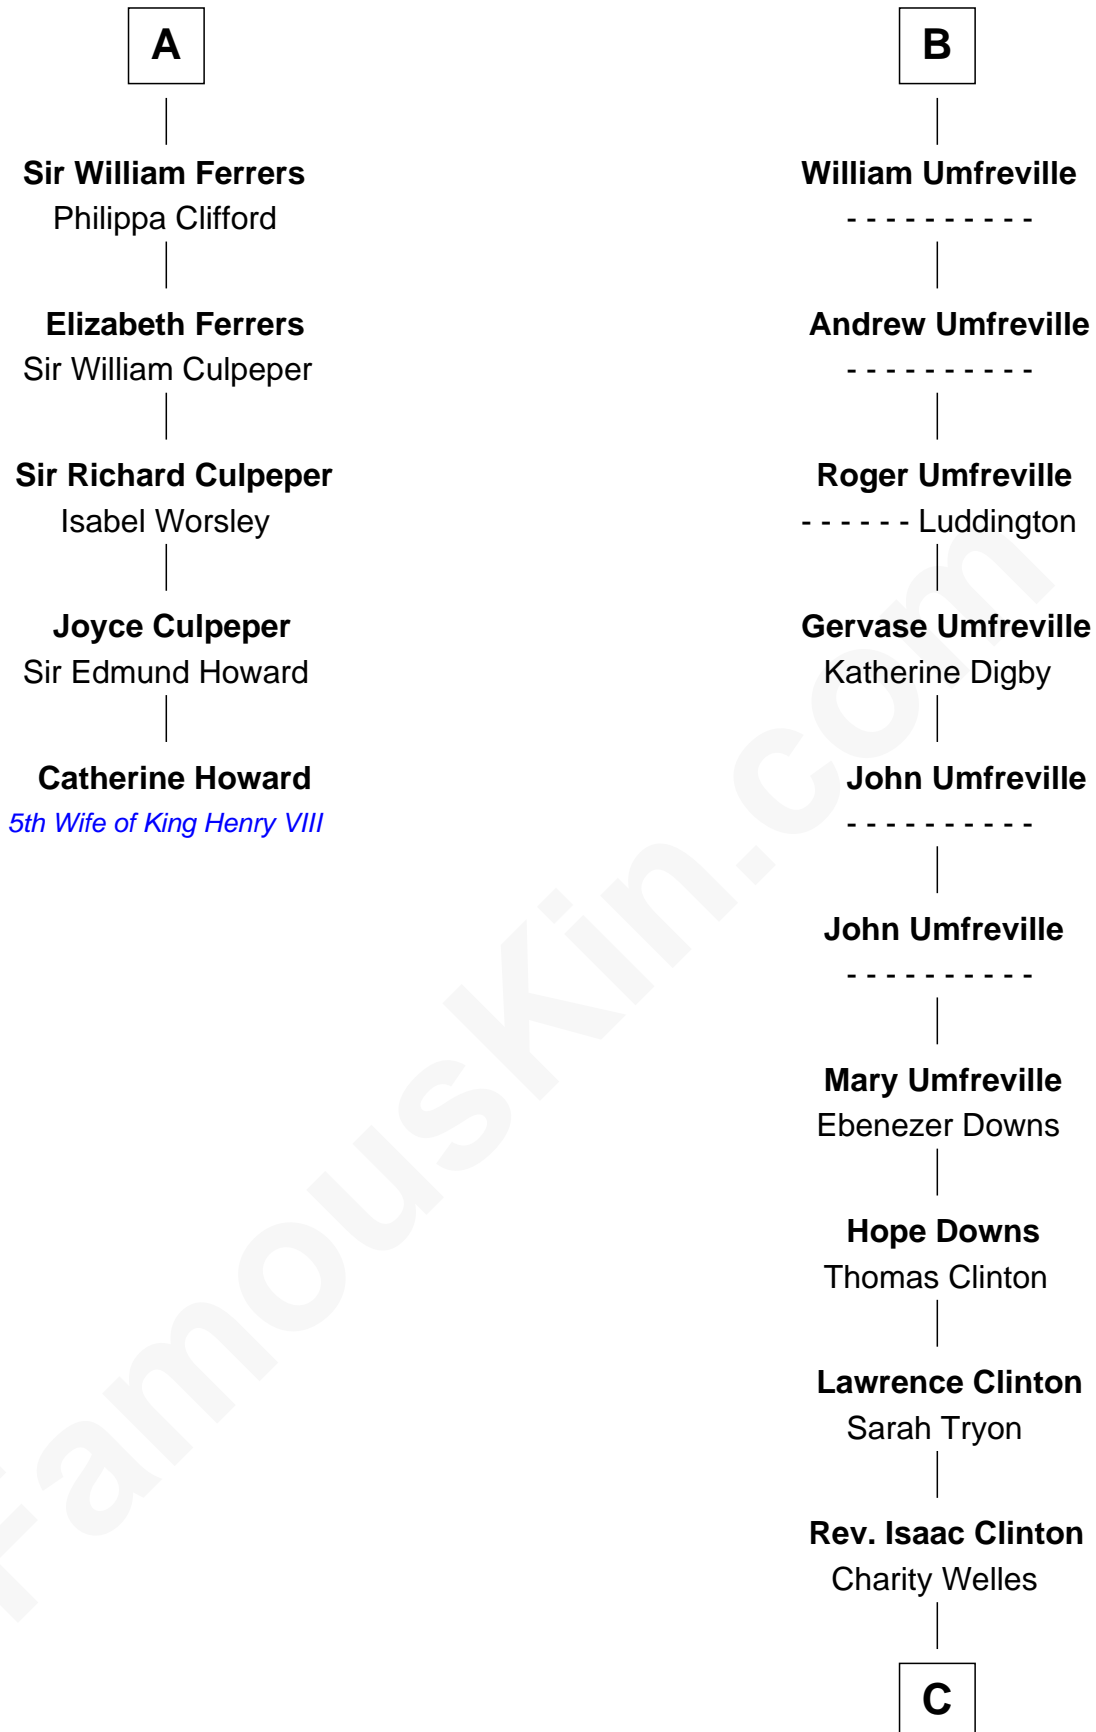 A
Sir William Ferrers
Philippa Clifford
Elizabeth Ferrers
Sir William Culpeper
Sir Richard Culpeper
Isabel Worsley
Joyce Culpeper
Sir Edmund Howard
Catherine Howard
5th Wife of King Henry VIII
B
William Umfreville
- - - - - - - - - -
Andrew Umfreville
- - - - - - - - - -
Roger Umfreville
- - - - - - Luddington
Gervase Umfreville
Katherine Digby
John Umfreville
- - - - - - - - - -
John Umfreville
- - - - - - - - - -
Mary Umfreville
Ebenezer Downs
Hope Downs
Thomas Clinton
Lawrence Clinton
Sarah Tryon
Rev. Isaac Clinton
Charity Welles
C
FamousKin.com